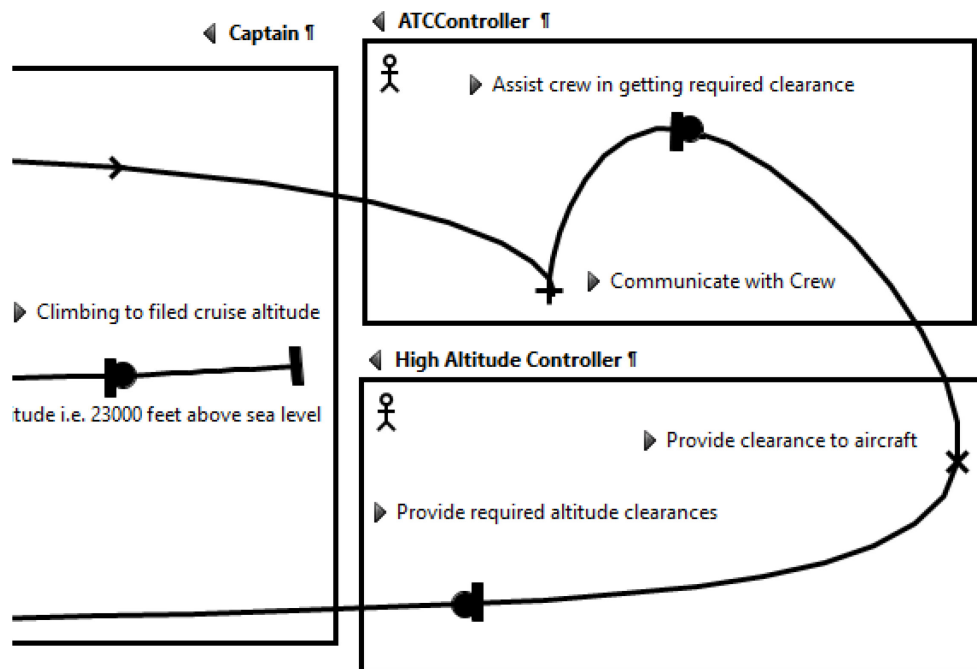 Captain ¶
ATCController ¶
Assist crew in getting required clearance
Communicate with Crew
Climbing to filed cruise altitude
High Altitude Controller ¶
itude i.e. 23000 feet above sea level
Provide clearance to aircraft
Provide required altitude clearances